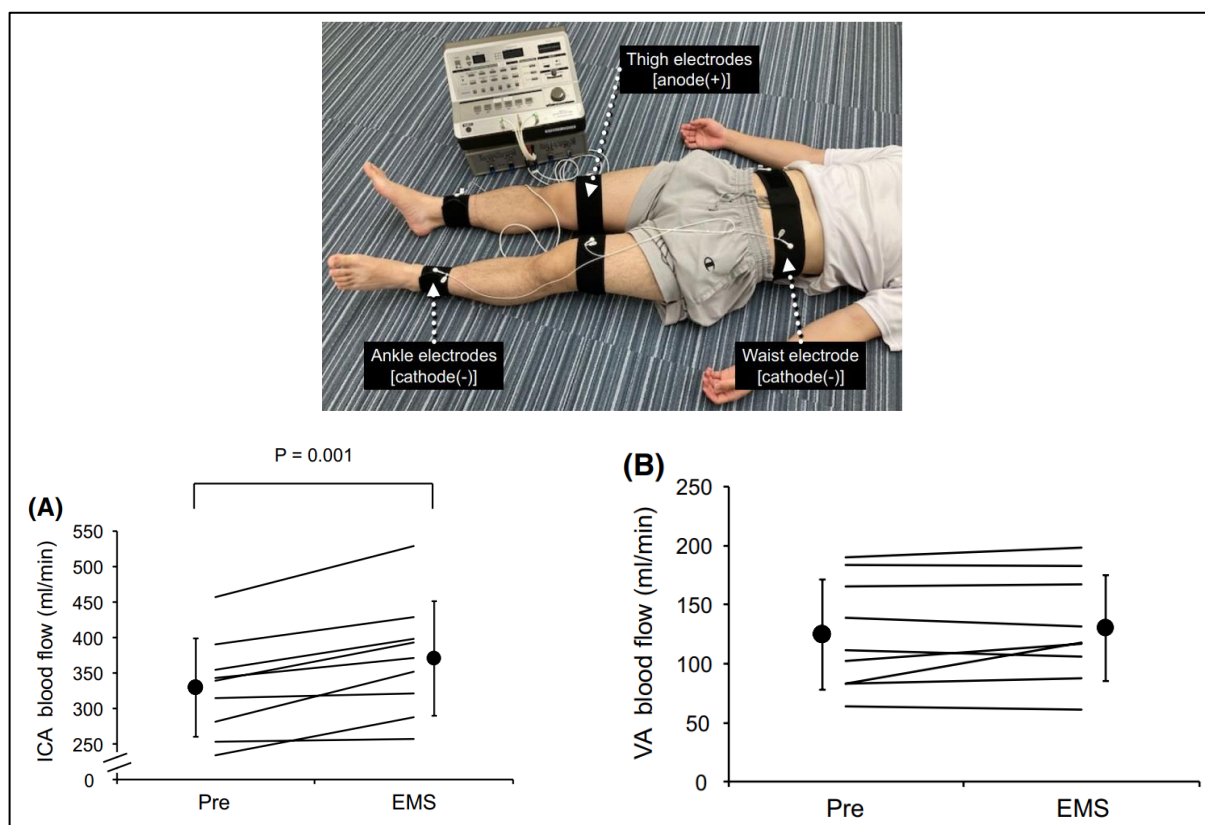 Thigh electrodes
[anode(+)]
Ankle electrodes
[cathode(-)]
Waist electrode
[cathode(-)]
P = 0.001
(A)
ICA blood flow (ml/min)
550
500
450
400
350
300
250
0
Pre
EMS
(B)
VA blood flow (ml/min)
250
200
150
100
50
0
Pre
EMS